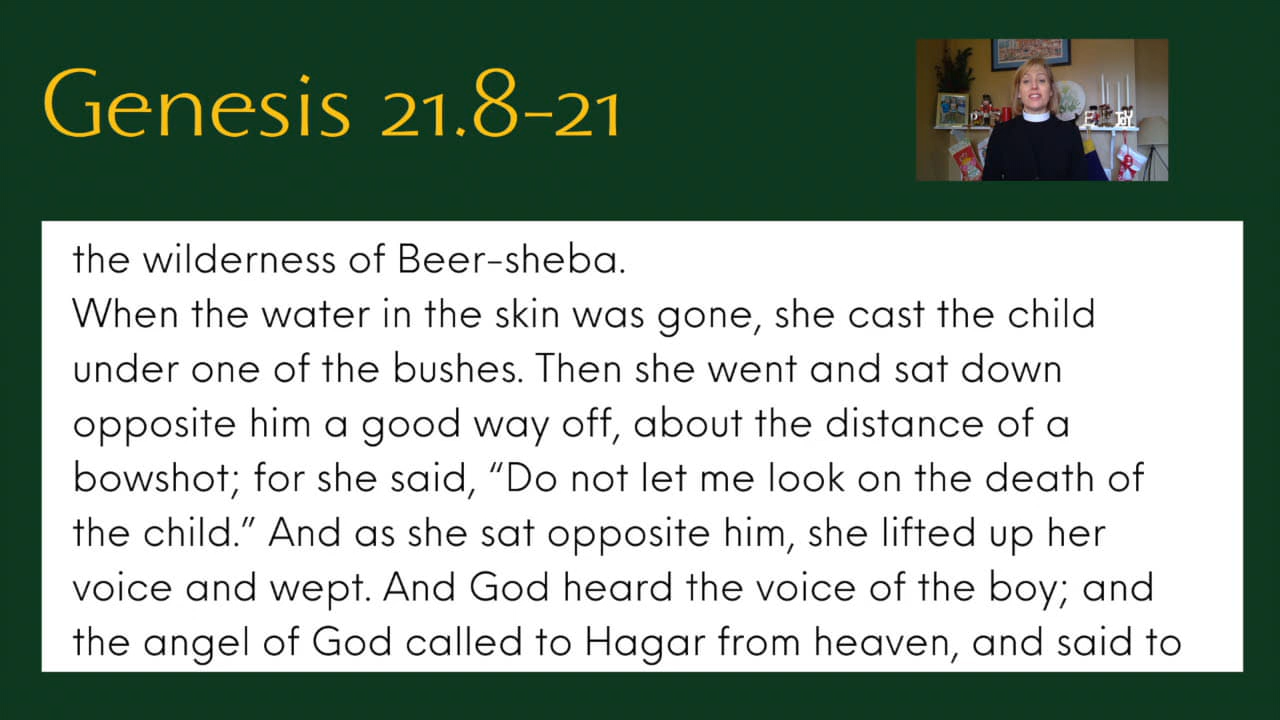 Genesis 21.8-21
the wilderness of Beer-sheba.
When the water in the skin was gone, she cast the child
under one of the bushes. Then she went and sat down
opposite him a good way off, about the distance of a
bowshot; for she said, “Do not let me look on the death of
the child.” And as she sat opposite him, she lifted up her
voice and wept. And God heard the voice of the boy; and
the angel of God called to Hagar from heaven, and said to